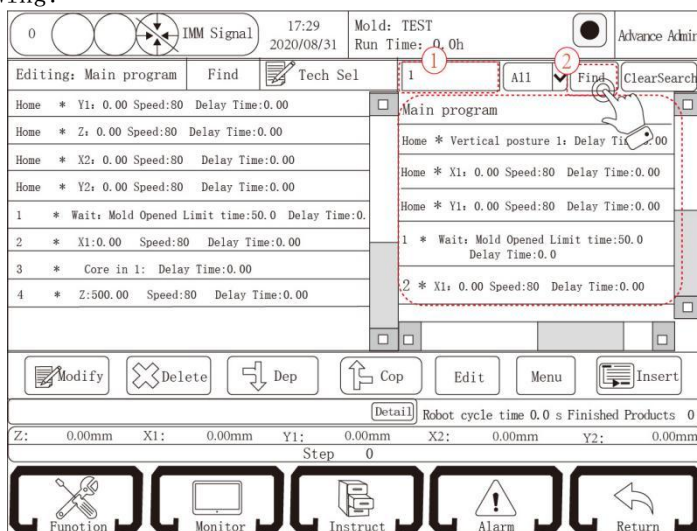 wing:
0 IMM Signal 17:29 Mold: TEST Advance Admin
2020/08/31 Run Time: 0.0h
1 2
Editing: Main program Find Tech Sel 1 All Find ClearSearch
Home * Y1: 0.00 Speed:80 Delay Time:0.00
Home * Z: 0.00 Speed:80 Delay Time:0.00
Home * X2: 0.00 Speed:80 Delay Time:0.00
Home * Y2: 0.00 Speed:80 Delay Time:0.00
1 * Wait: Mold Opened Limit time:50.0 Delay Time:0.
2 * X1:0.00 Speed:80 Delay Time:0.00
3 * Core in 1: Delay Time:0.00
4 * Z:500.00 Speed:80 Delay Time:0.00
Main program
Home * Vertical posture 1: Delay .00
Home * X1: 0.00 Speed:80 Delay Time:0.00
Home * Y1: 0.00 Speed:80 Delay Time:0.00
1 * Wait: Mold Opened Limit time:50.0
Delay Time:0.0
2 * X1: 0.00 Speed:80 Delay Time:0.00
Modify Delete Dep Cop Edit Menu Insert
Detail Robot cycle time 0.0 s Finished Products 0
Z: 0.00mm X1: 0.00mm Y1: 0.00mm X2: 0.00mm Y2: 0.00mm
Step 0
Funotion Monitor Instruct Alarm Return